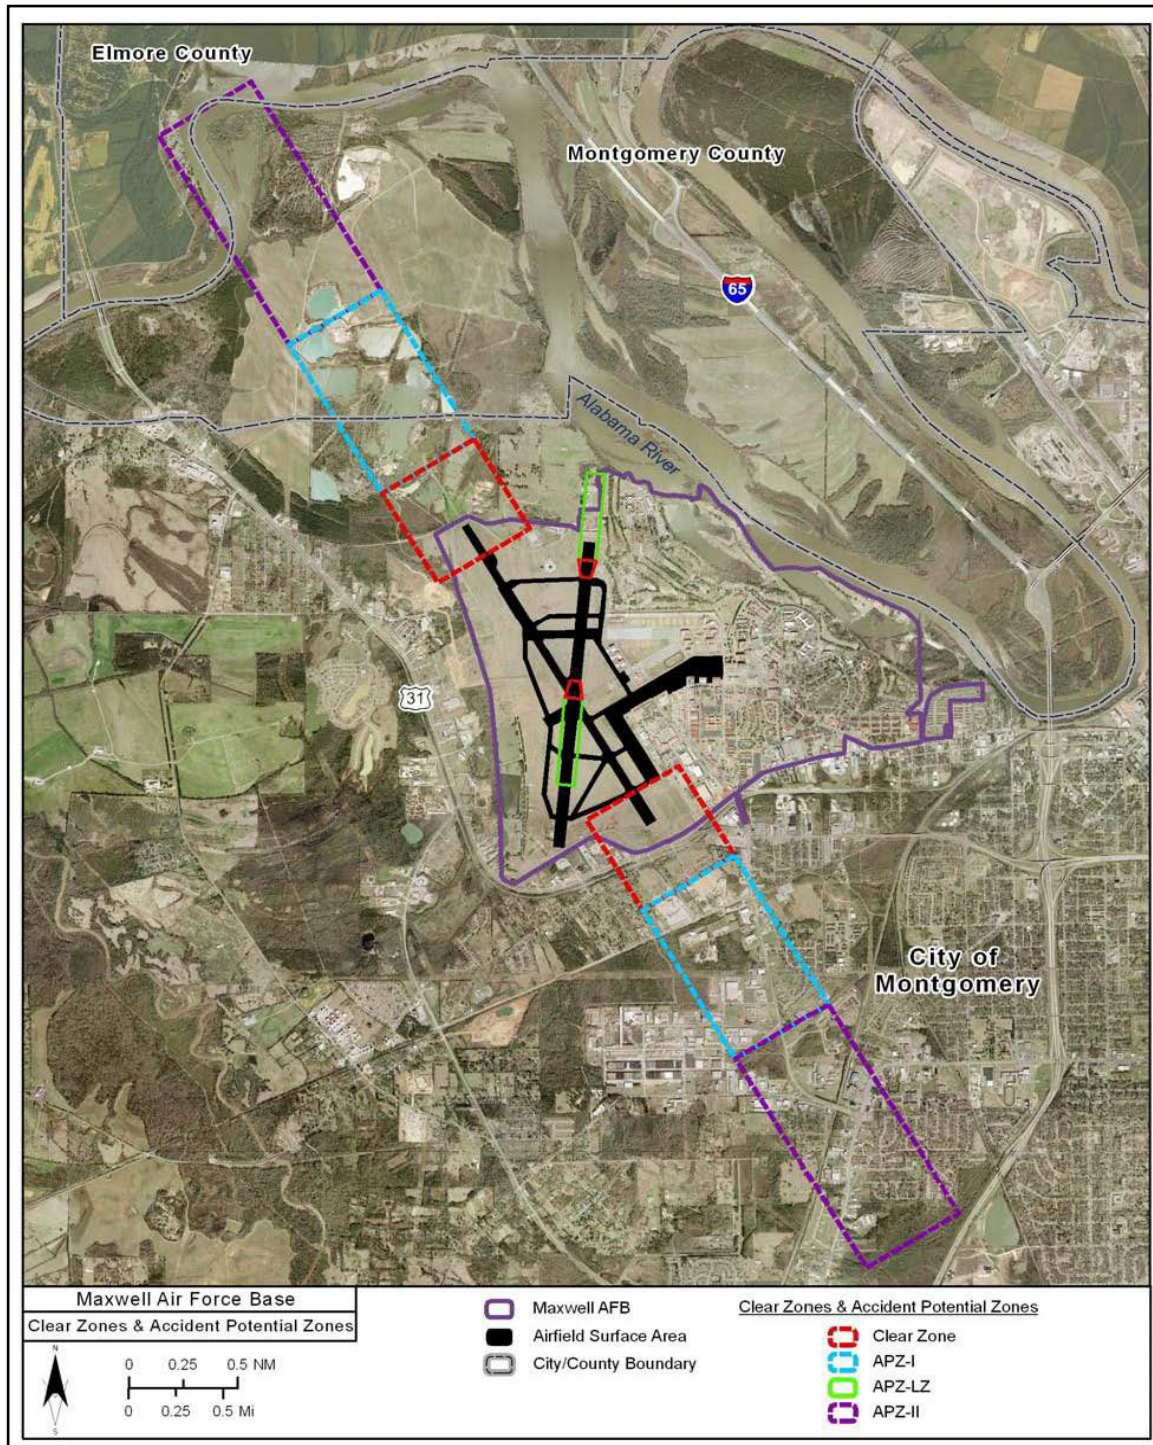 Elmore County
Montgomery County
65
Alabama River
31
City of
Montgomery
Maxwell Air Force Base
Clear Zones & Accident Potential Zones
N
S
0 0.25 0.5 NM
0 0.25 0.5 Mi
Maxwell AFB
Airfield Surface Area
City/County Boundary
Clear Zones & Accident Potential Zones
Clear Zone
APZ-I
APZ-LZ
APZ-II